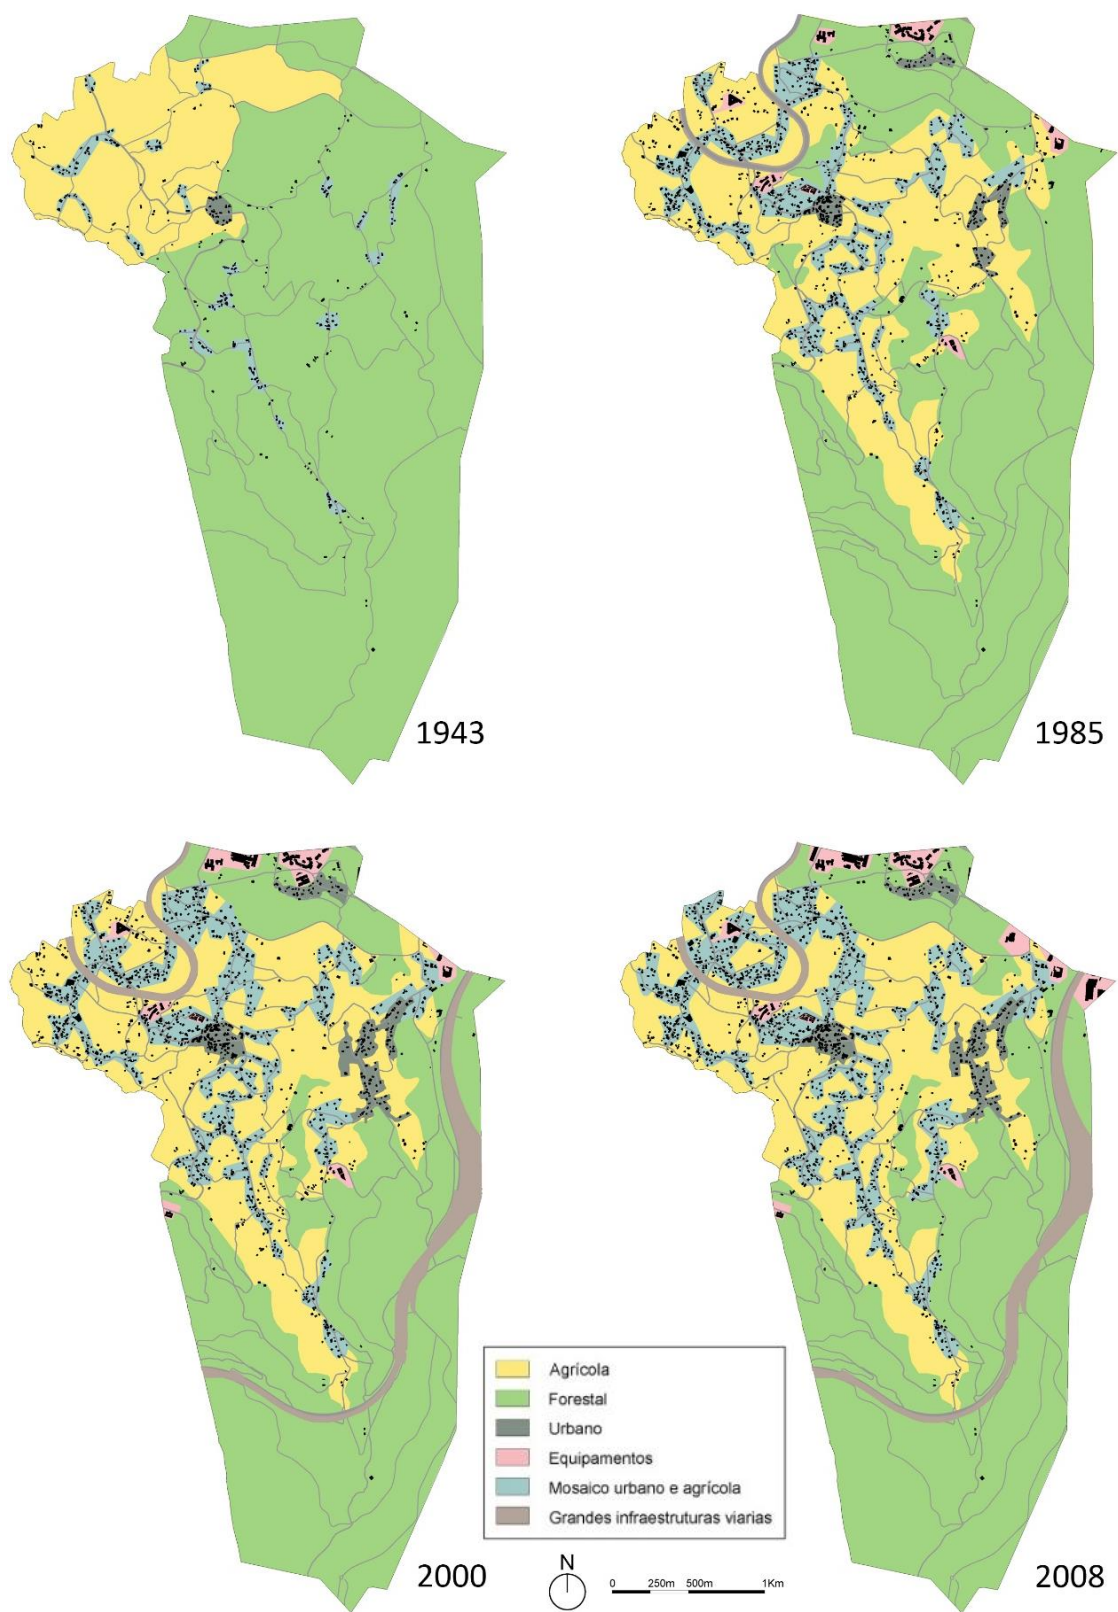 1943
1985
Agrícola
Forestal
Urbano
Equipamentos
Mosaico urbano e agrícola
Grandes infraestruturas viarias
2000
N
0 250m 500m 1Km
2008